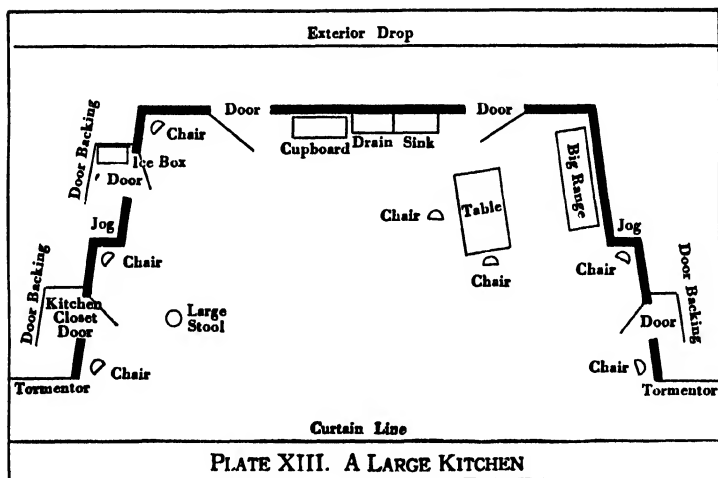 Exterior Drop
Door
Door
Chair
Cupboard
Drain
Sink
Door Backing
Ice Box
Door
Big Range
Table
Chair
Jog
Jog
Chair
Chair
Chair
Door Backing
Door Backing
Kitchen
Closet
Door
Large
Stool
Door
Chair
Chair
Tormentor
Tormentor
Curtain Line
PLATE XIII. A LARGE KITCHEN